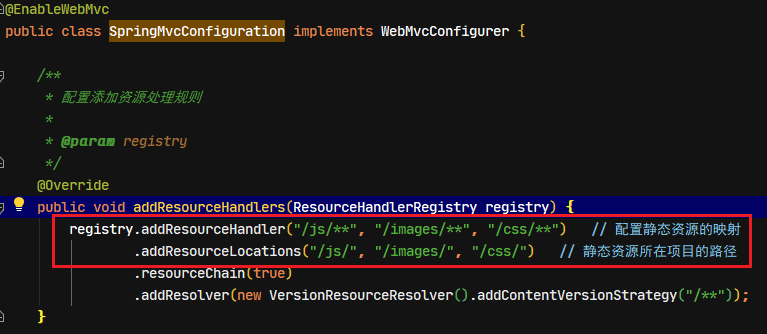 @EnableWebMvc
public class SpringMvcConfiguration implements WebMvcConfigurer {
/**
* 配置添加资源处理规则
*
* @param registry
*/
@Override
public void addResourceHandlers(ResourceHandlerRegistry registry) {
registry.addResourceHandler("/js/**", "/images/**", "/css/**")   // 配置静态资源的映射
.addResourceLocations("/js/", "/images/", "/css/")   // 静态资源所在项目的路径
.resourceChain(true)
.addResolver(new VersionResourceResolver().addContentVersionStrategy("/**"));
}